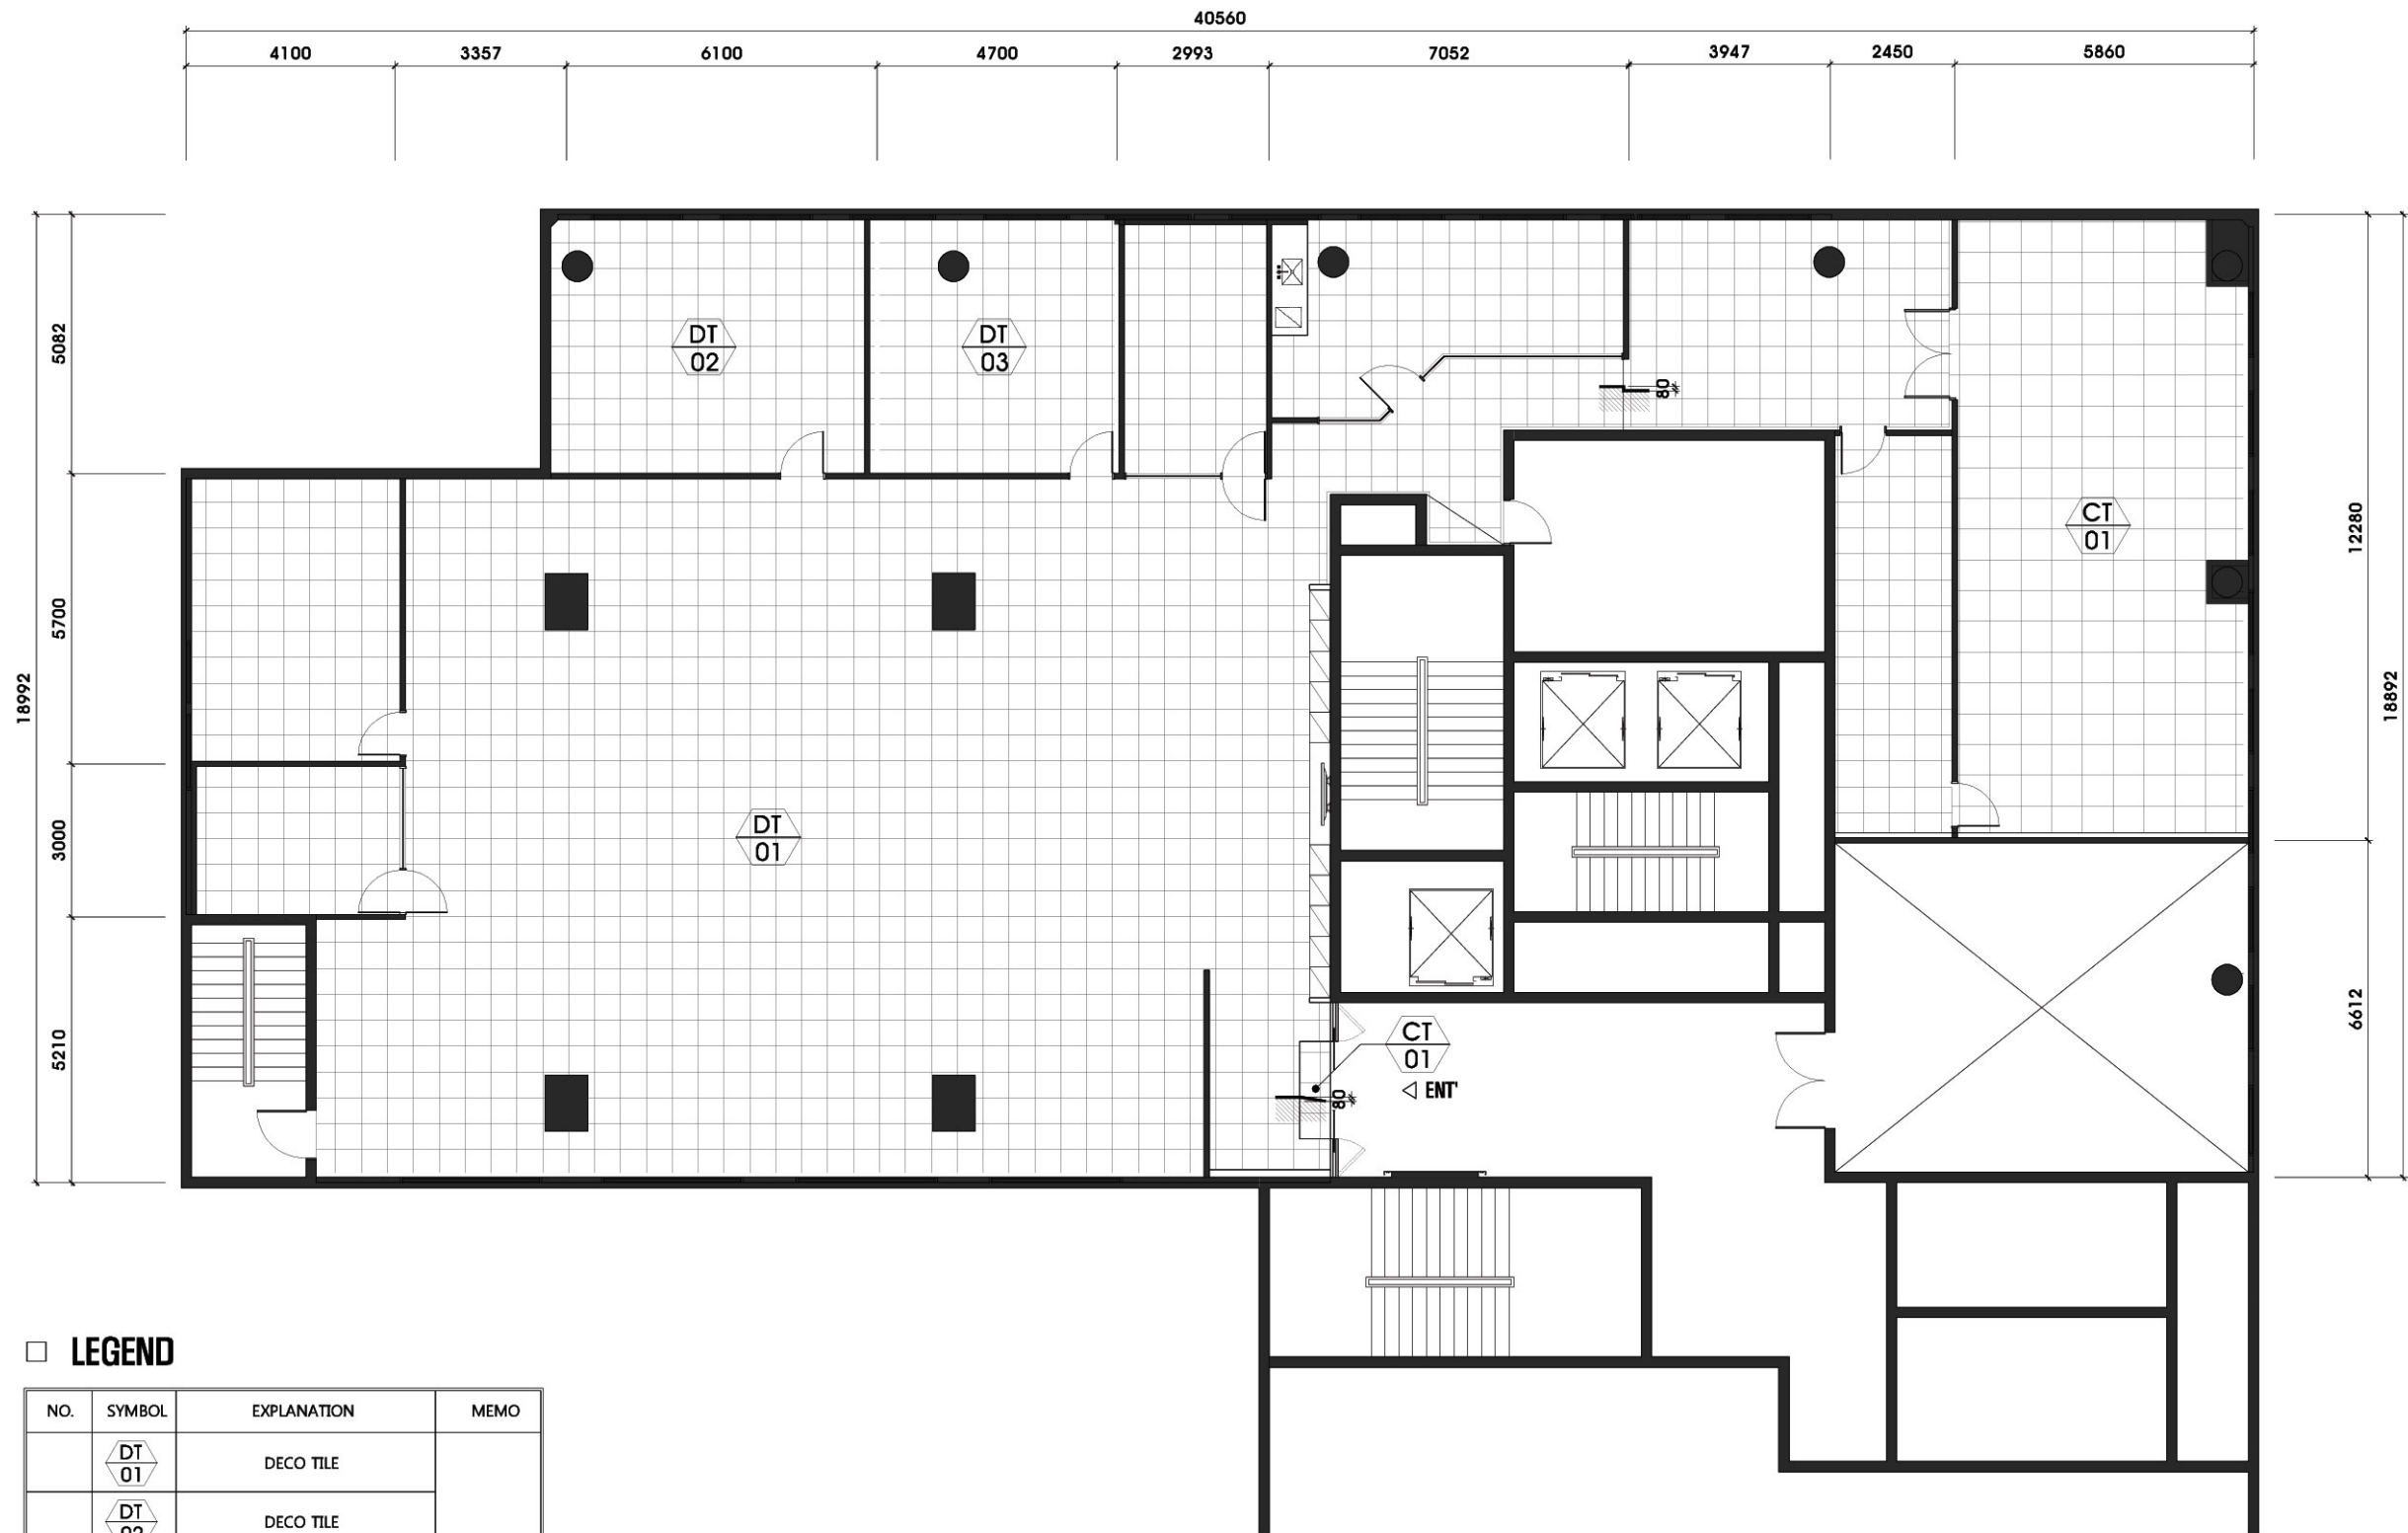 40560
4100 3357 6100 4700 2993 7052 3947 2450 5860
5082
5700
3000
5210
18992
12280
6612
18892
DT
02
DT
03
80
CT
01
DT
01
CT
01
ENT'
80
LEGEND
NO. SYMBOL EXPLANATION MEMO
DT
01
DECO TILE
DT
DECO TILE